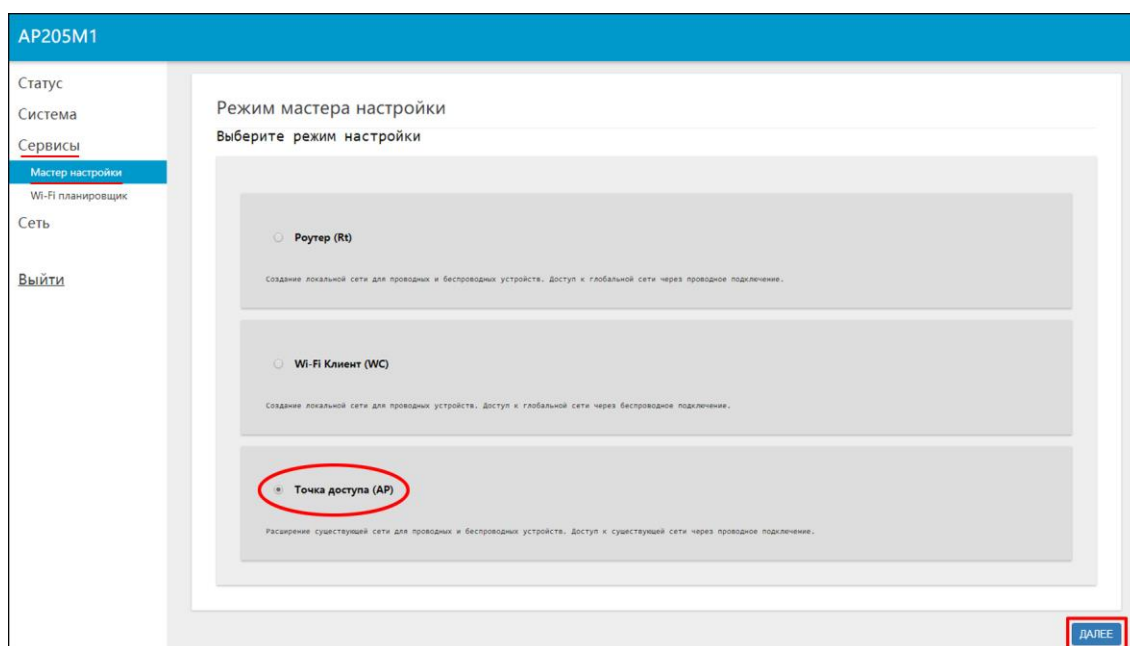 AP205M1
Статус
Система
Сервисы
Мастер настройки
Wi-Fi планировщик
Сеть
Выйти
Режим мастера настройки
Выберите режим настройки
Роутер (Rt)
Создание локальной сети для проводных и беспроводных устройств. Доступ к глобальной сети через проводное подключение.
Wi-Fi Клиент (WC)
Создание локальной сети для проводных устройств. Доступ к глобальной сети через беспроводное подключение.
Точка доступа (AP)
Расширение существующей сети для проводных и беспроводных устройств. Доступ к существующей сети через проводное подключение.
ДАЛЕЕ